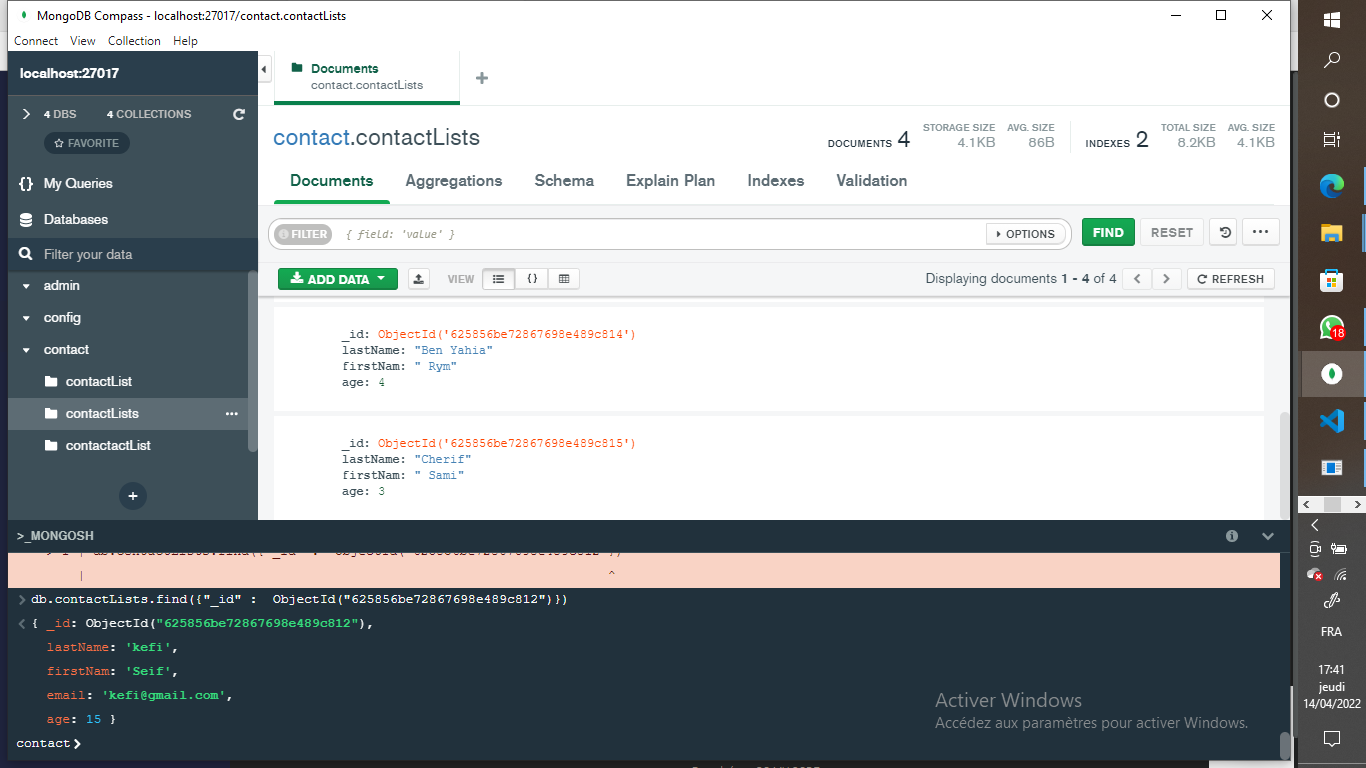 MongoDB Compass - localhost:27017/contact.contactLists
Connect View Collection Help
localhost:27017
4 DBS 4 COLLECTIONS
FAVORITE
{} My Queries
Databases
Filter your data
admin
config
contact
contactList
contactLists
contactactList
Documents
contact.contactLists
contact.contactLists
DOCUMENTS 4
STORAGE SIZE
4.1KB
AVG. SIZE
86B
INDEXES 2
TOTAL SIZE
8.2KB
AVG. SIZE
4.1KB
Documents Aggregations Schema Explain Plan Indexes Validation
FILTER { field: 'value' } OPTIONS FIND RESET
ADD DATA VIEW {} Displaying documents 1 - 4 of 4 REFRESH
_id: ObjectId('625856be72867698e489c814')
lastName: "Ben Yahia"
firstNam: " Rym"
age: 4
_id: ObjectId('625856be72867698e489c815')
lastName: "Cherif"
firstNam: " Sami"
age: 3
>_MONGOSH
| ^
> db.contactLists.find({"_id" :  ObjectId("625856be72867698e489c812")})
< { _id: ObjectId("625856be72867698e489c812"),
lastName: 'kefi',
firstNam: 'Seif',
email: 'kefi@gmail.com',
age: 15 }
contact>
Activer Windows
Accédez aux paramètres pour activer Windows.
18
FRA
17:41
jeudi
14/04/2022